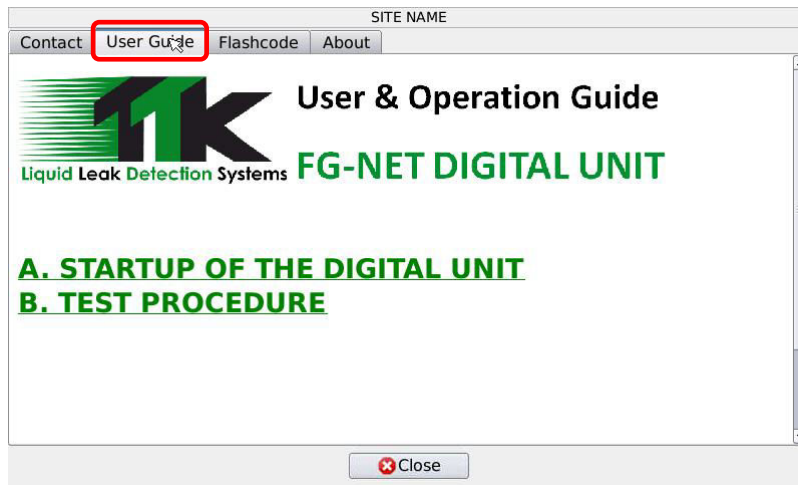 SITE NAME
Contact User Guide Flashcode About
TTK
Liquid Leak Detection Systems
User & Operation Guide
FG-NET DIGITAL UNIT
A. STARTUP OF THE DIGITAL UNIT
B. TEST PROCEDURE
Close